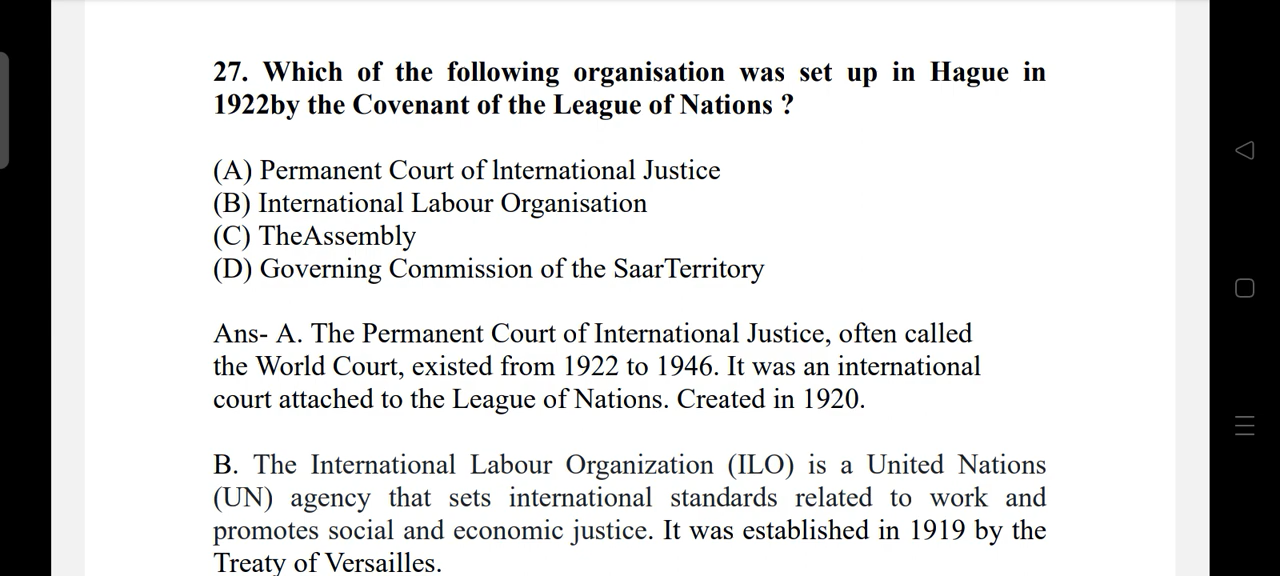 27. Which of the following organisation was set up in Hague in
1922by the Covenant of the League of Nations ?
(A) Permanent Court of lnternational Justice
(B) International Labour Organisation
(C) TheAssembly
(D) Governing Commission of the SaarTerritory
Ans- A. The Permanent Court of International Justice, often called
the World Court, existed from 1922 to 1946. It was an international
court attached to the League of Nations. Created in 1920.
B. The International Labour Organization (ILO) is a United Nations
(UN) agency that sets international standards related to work and
promotes social and economic justice. It was established in 1919 by the
Treaty of Versailles.